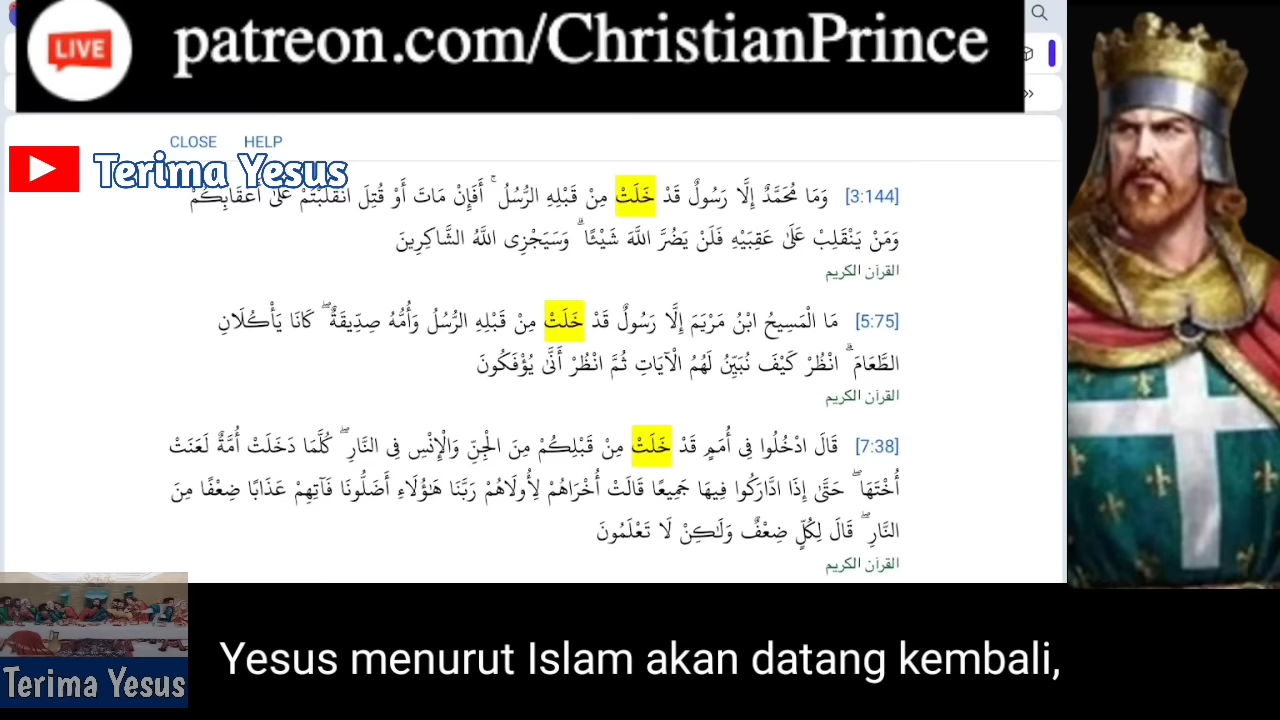 LIVE
patreon.com/ChristianPrince
CLOSE HELP
Terima Yesus
[3:144] وَمَا مُحَمَّدٌ إِلَّا رَسُولٌ قَدْ خَلَتْ مِنْ قَبْلِهِ الرُّسُلُ ۚ أَفَإِنْ مَاتَ أَوْ قُتِلَ انْقَلَبْتُمْ عَلَىٰ أَعْقَابِكُمْ
وَمَنْ يَنْقَلِبْ عَلَىٰ عَقِبَيْهِ فَلَنْ يَضُرَّ اللَّهَ شَيْئًا ۗ وَسَيَجْزِي اللَّهُ الشَّاكِرِينَ
القرآن الكريم
[5:75] مَا الْمَسِيحُ ابْنُ مَرْيَمَ إِلَّا رَسُولٌ قَدْ خَلَتْ مِنْ قَبْلِهِ الرُّسُلُ وَأُمُّهُ صِدِّيقَةٌ ۖ كَانَا يَأْكُلَانِ
الطَّعَامَ ۗ انْظُرْ كَيْفَ نُبَيِّنُ لَهُمُ الْآيَاتِ ثُمَّ انْظُرْ أَنَّىٰ يُؤْفَكُونَ
القرآن الكريم
[7:38] قَالَ ادْخُلُوا فِي أُمَمٍ قَدْ خَلَتْ مِنْ قَبْلِكُمْ مِنَ الْجِنِّ وَالْإِنْسِ فِي النَّارِ ۖ كُلَّمَا دَخَلَتْ أُمَّةٌ لَعَنَتْ
أُخْتَهَا ۖ حَتَّىٰ إِذَا ادَّارَكُوا فِيهَا جَمِيعًا قَالَتْ أُخْرَاهُمْ لِأُولَاهُمْ رَبَّنَا هَٰؤُلَاءِ أَضَلُّونَا فَآتِهِمْ عَذَابًا ضِعْفًا مِنَ
النَّارِ ۖ قَالَ لِكُلٍّ ضِعْفٌ وَلَٰكِنْ لَا تَعْلَمُونَ
القرآن الكريم
Terima Yesus
Yesus menurut Islam akan datang kembali,